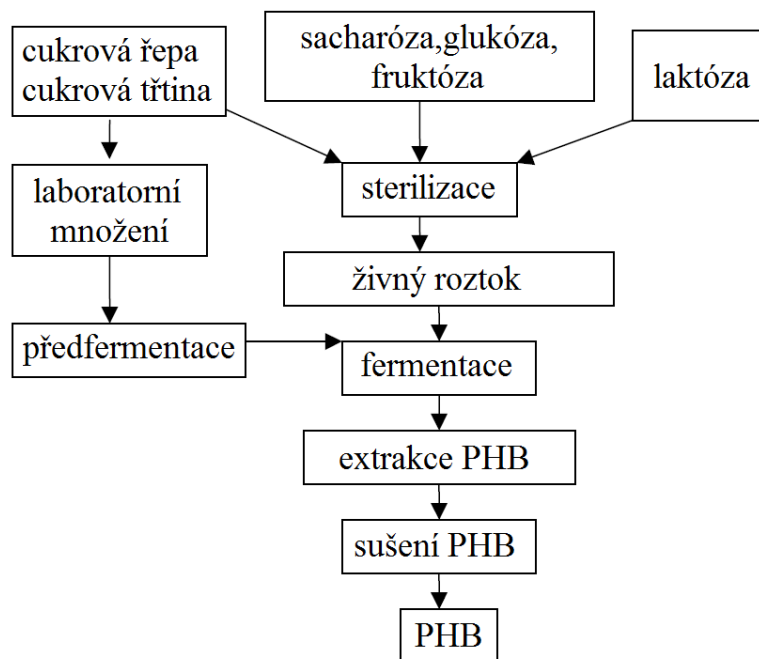 cukrová řepa
cukrová třtina
sacharóza,glukóza,
fruktóza
laktóza
laboratorní
množení
sterilizace
živný roztok
předfermentace
fermentace
extrakce PHB
sušení PHB
PHB